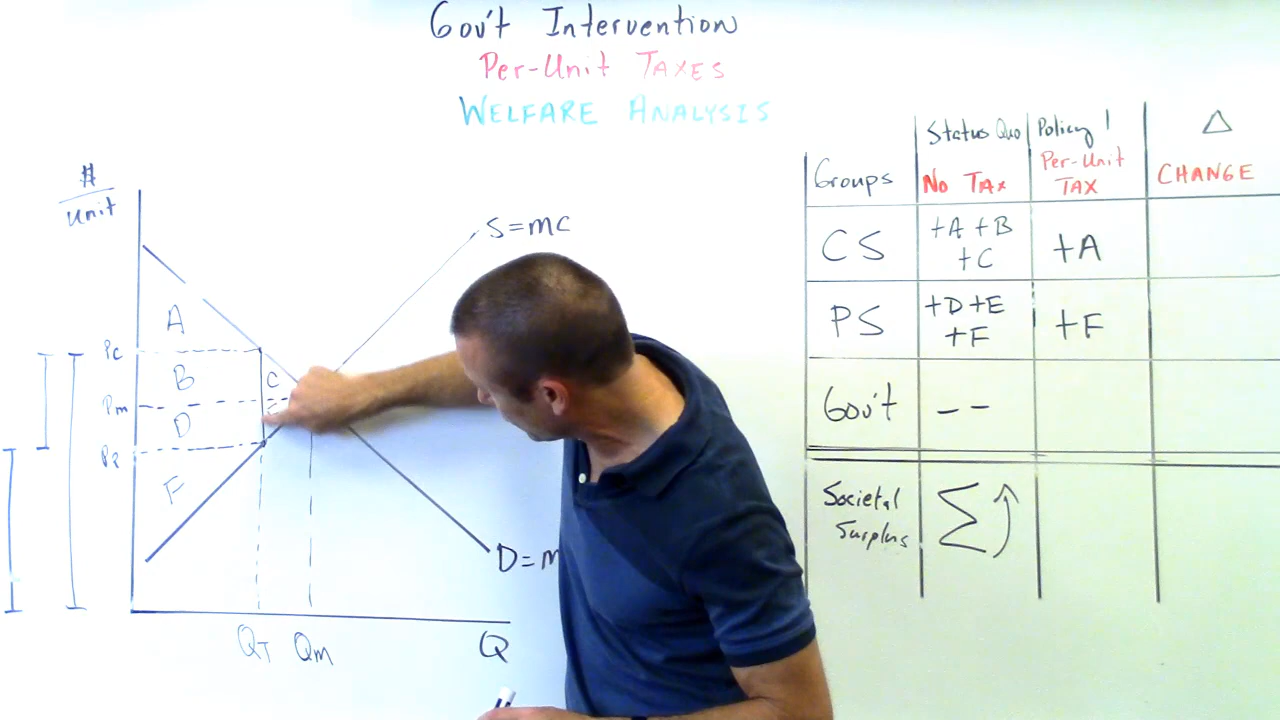 Gov't Intervention
Per-Unit TAXES
WELFARE ANALYSIS
$
Unit
S=MC
A
Pc
B
C
Pm
D
E
F
D=M
QT Qm Q
Groups
Status Quo
No Tax
Policy 1
Per-Unit
TAX
Δ
CHANGE
CS
+A +B
+C
+A
PS
+D +E
+F
+F
Gov't
– –
Societal
Surplus
Σ